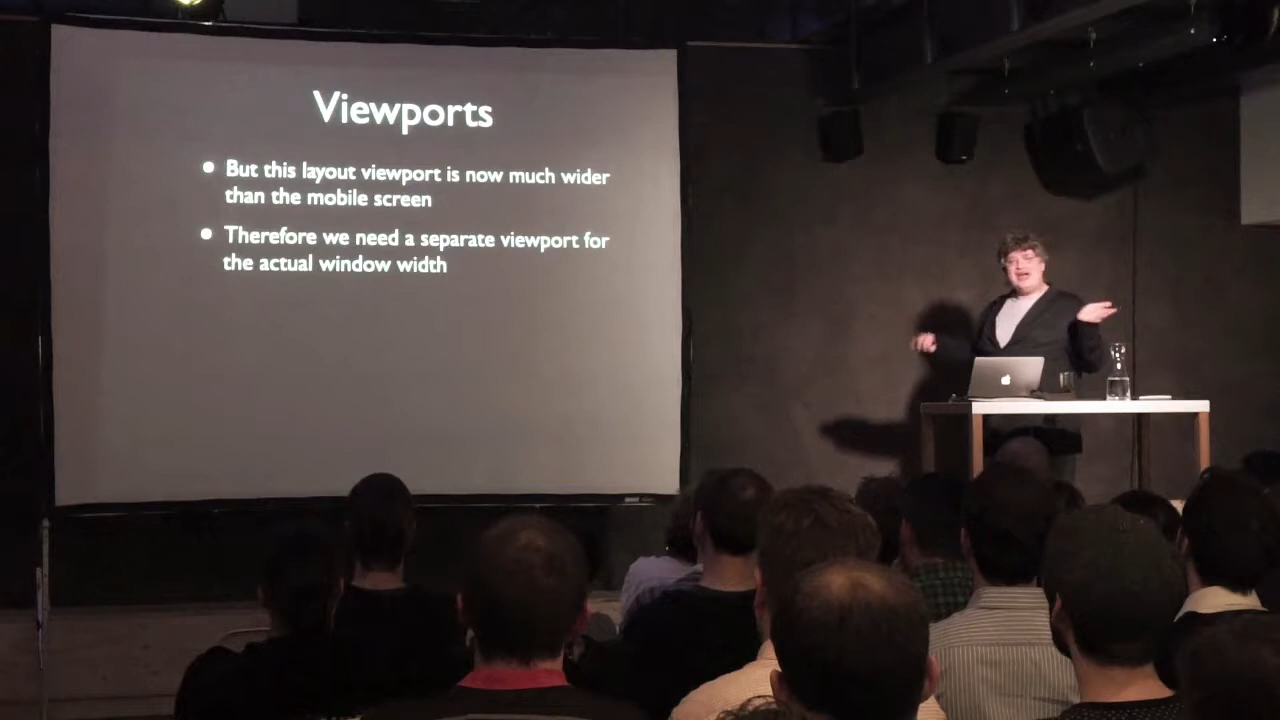 Viewports
• But this layout viewport is now much wider
than the mobile screen
• Therefore we need a separate viewport for
the actual window width